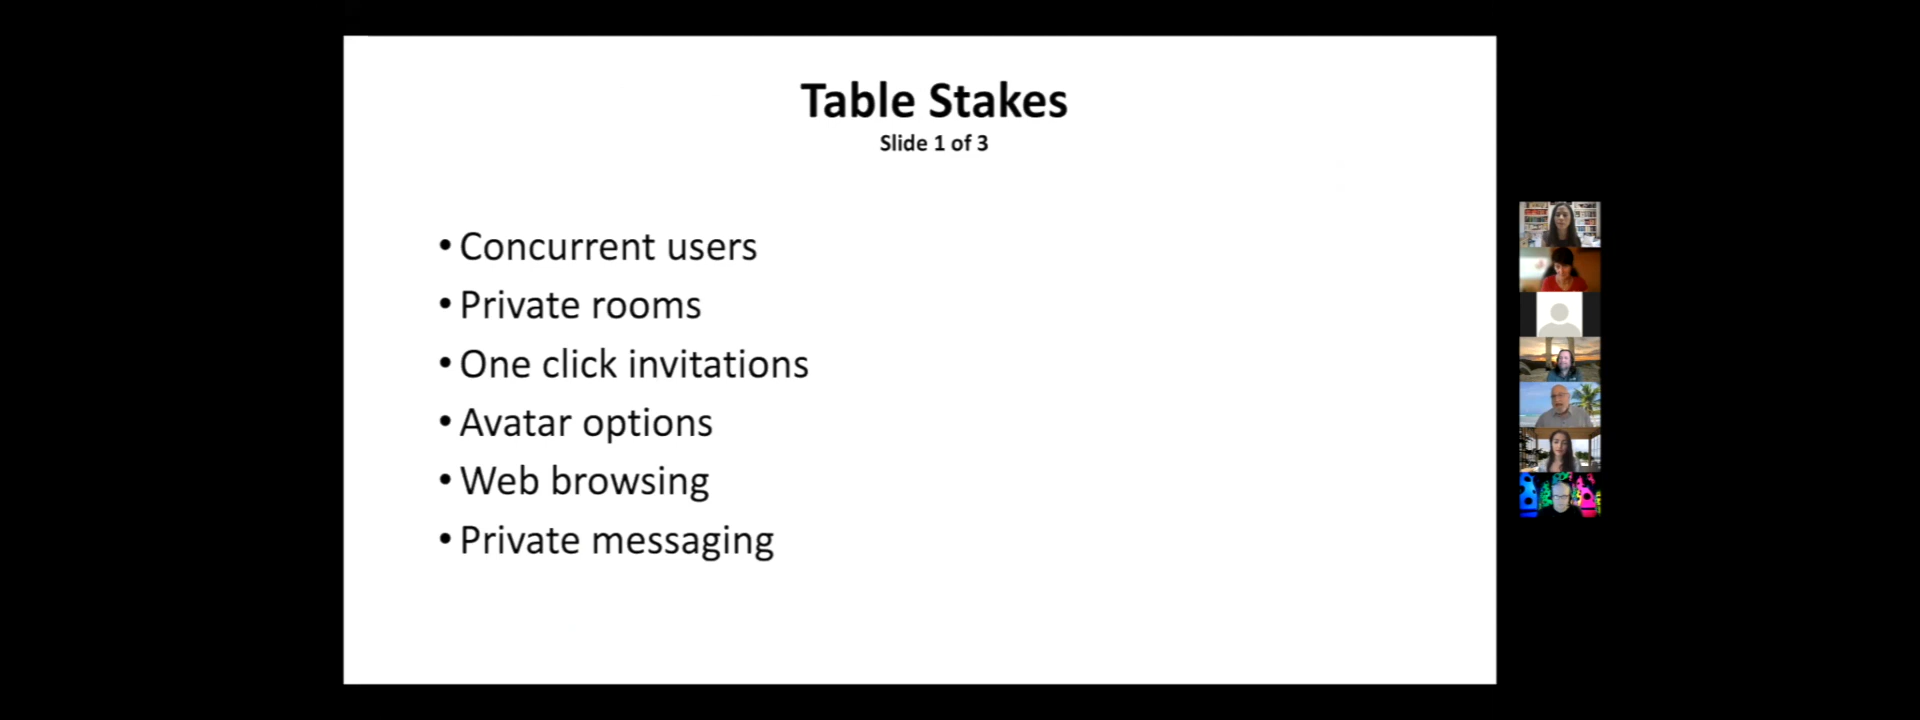 Table Stakes
Slide 1 of 3
• Concurrent users
• Private rooms
• One click invitations
• Avatar options
• Web browsing
• Private messaging